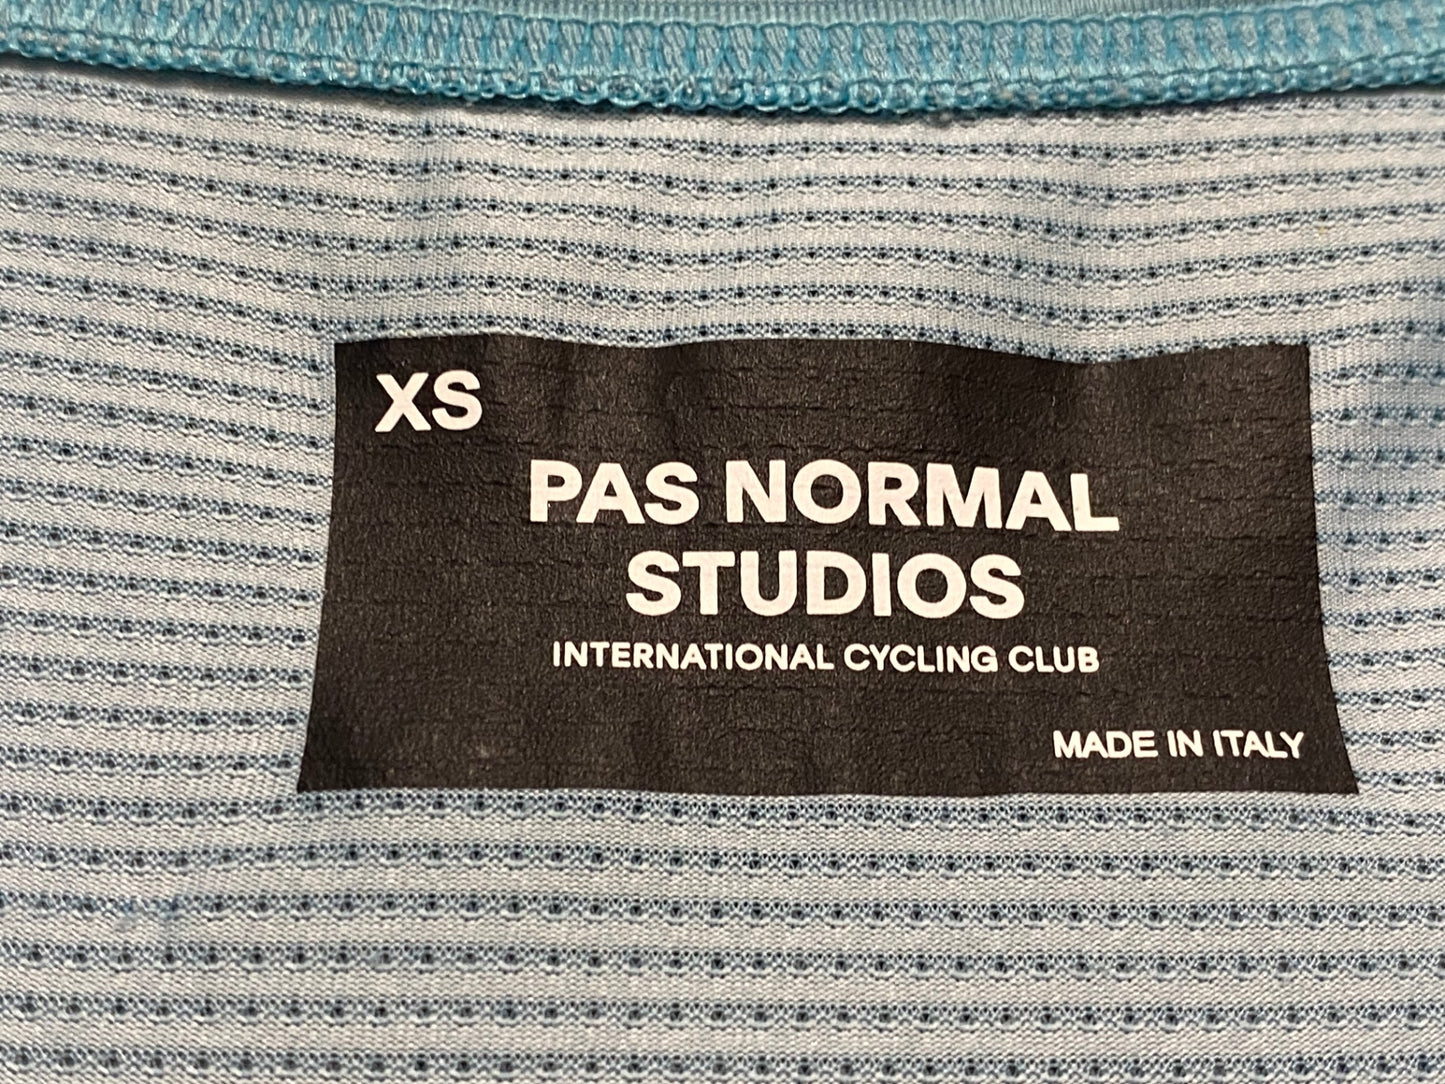 XS
PAS NORMAL
STUDIOS
INTERNATIONAL CYCLING CLUB
MADE IN ITALY